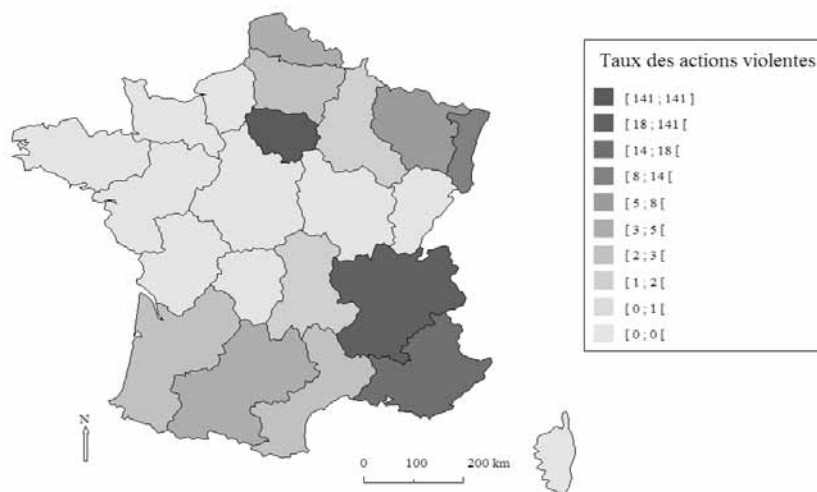 Taux des actions violentes
[ 141 ; 141 ]
[ 18 ; 141 [
[ 14 ; 18 [
[ 8 ; 14 [
[ 5 ; 8 [
[ 3 ; 5 [
[ 2 ; 3 [
[ 1 ; 2 [
[ 0 ; 1 [
[ 0 ; 0 [
N
0 100 200 km